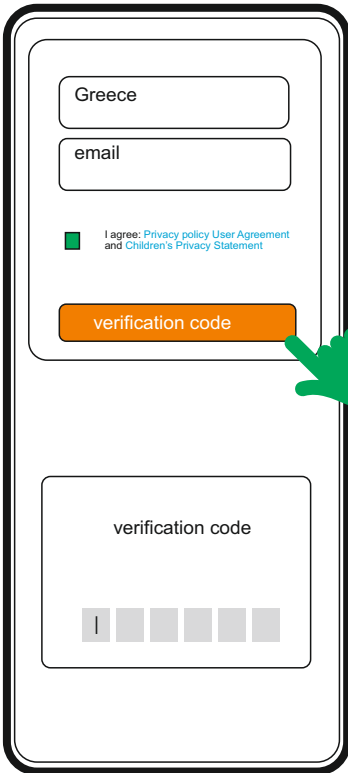 Greece
email
I agree: Privacy policy User Agreement
and Children's Privacy Statement
verification code
verification code